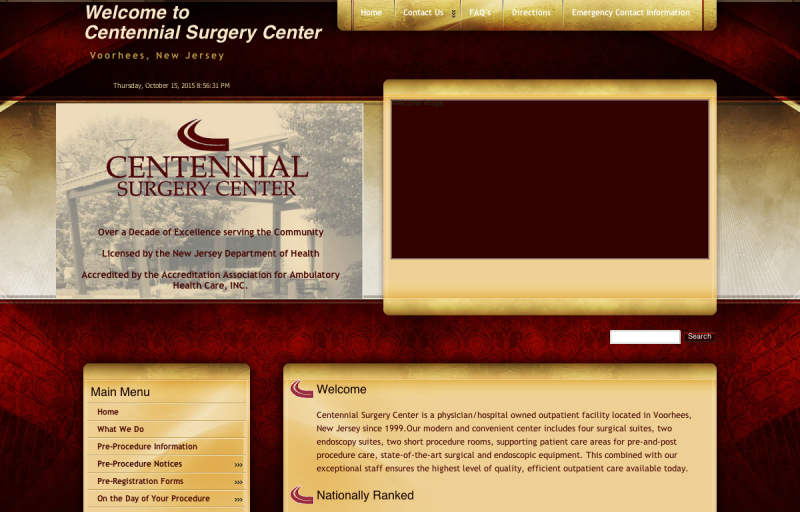 Welcome to
Centennial Surgery Center
Voorhees, New Jersey
Home Contact Us FAQ's Directions Emergency Contact Information
Thursday, October 15, 2015 8:56:31 PM
CENTENNIAL
SURGERY CENTER
Over a Decade of Excellence serving the Community
Licensed by the New Jersey Department of Health
Accredited by the Accreditation Association for Ambulatory
Health Care, INC.
Search
Main Menu
Home
What We Do
Pre-Procedure Information
Pre-Procedure Notices
Pre-Registration Forms
On the Day of Your Procedure
Welcome
Centennial Surgery Center is a physician/hospital owned outpatient facility located in Voorhees,
New Jersey since 1999.Our modern and convenient center includes four surgical suites, two
endoscopy suites, two short procedure rooms, supporting patient care areas for pre-and-post
procedure care, state-of-the-art surgical and endoscopic equipment. This combined with our
exceptional staff ensures the highest level of quality, efficient outpatient care available today.
Nationally Ranked